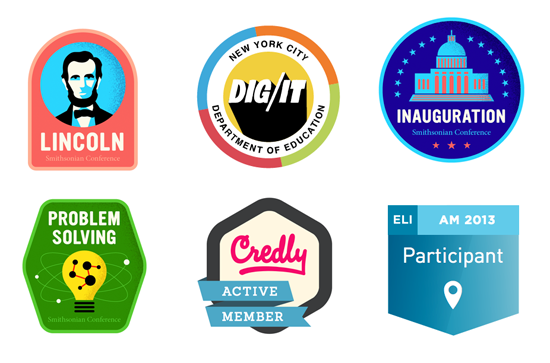 LINCOLN
Smithsonian Conference
NEW YORK CITY
DIG/IT
DEPARTMENT OF EDUCATION
INAUGURATION
Smithsonian Conference
PROBLEM
SOLVING
Smithsonian Conference
Credly
ACTIVE
MEMBER
ELI AM 2013
Participant